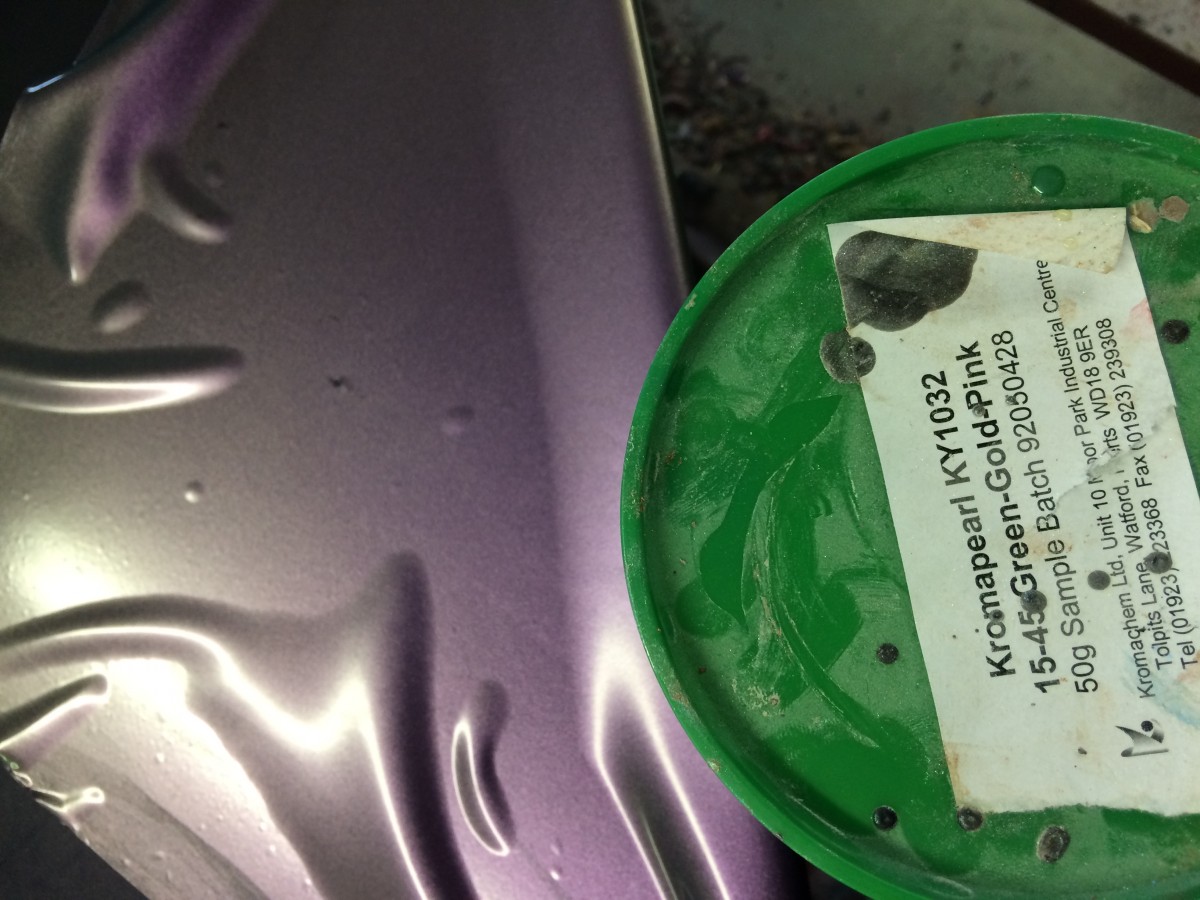 Kromapearl KY1032
15-45 Green-Gold-Pink
50g Sample Batch 92050428
Kromachem Ltd, Unit 10 Park Industrial Centre
Tolpits Lane, Watford, WD18 9ER
Tel (01923) 23368 Fax (01923) 239308